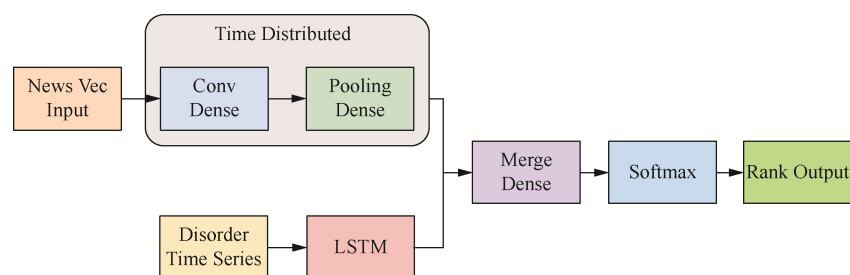 Time Distributed
News Vec
Input
Conv
Dense
Pooling
Dense
Merge
Dense
Softmax
Rank Output
Disorder
Time Series
LSTM